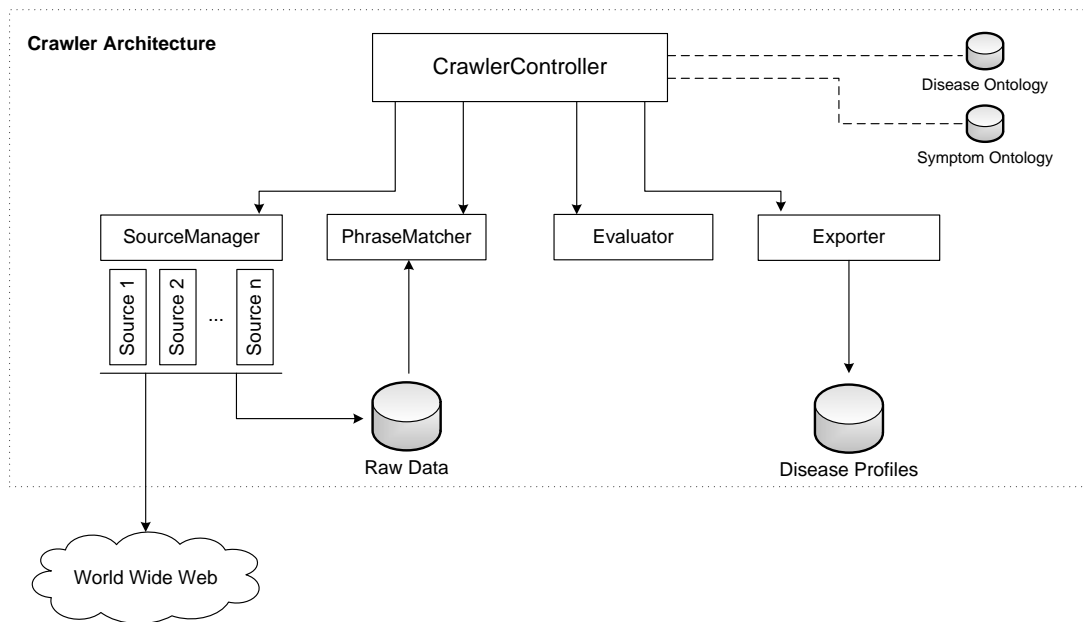 Crawler Architecture
CrawlerController
Disease Ontology
Symptom Ontology
SourceManager
PhraseMatcher
Evaluator
Exporter
Source 1
Source 2
...
Source n
Raw Data
Disease Profiles
World Wide Web